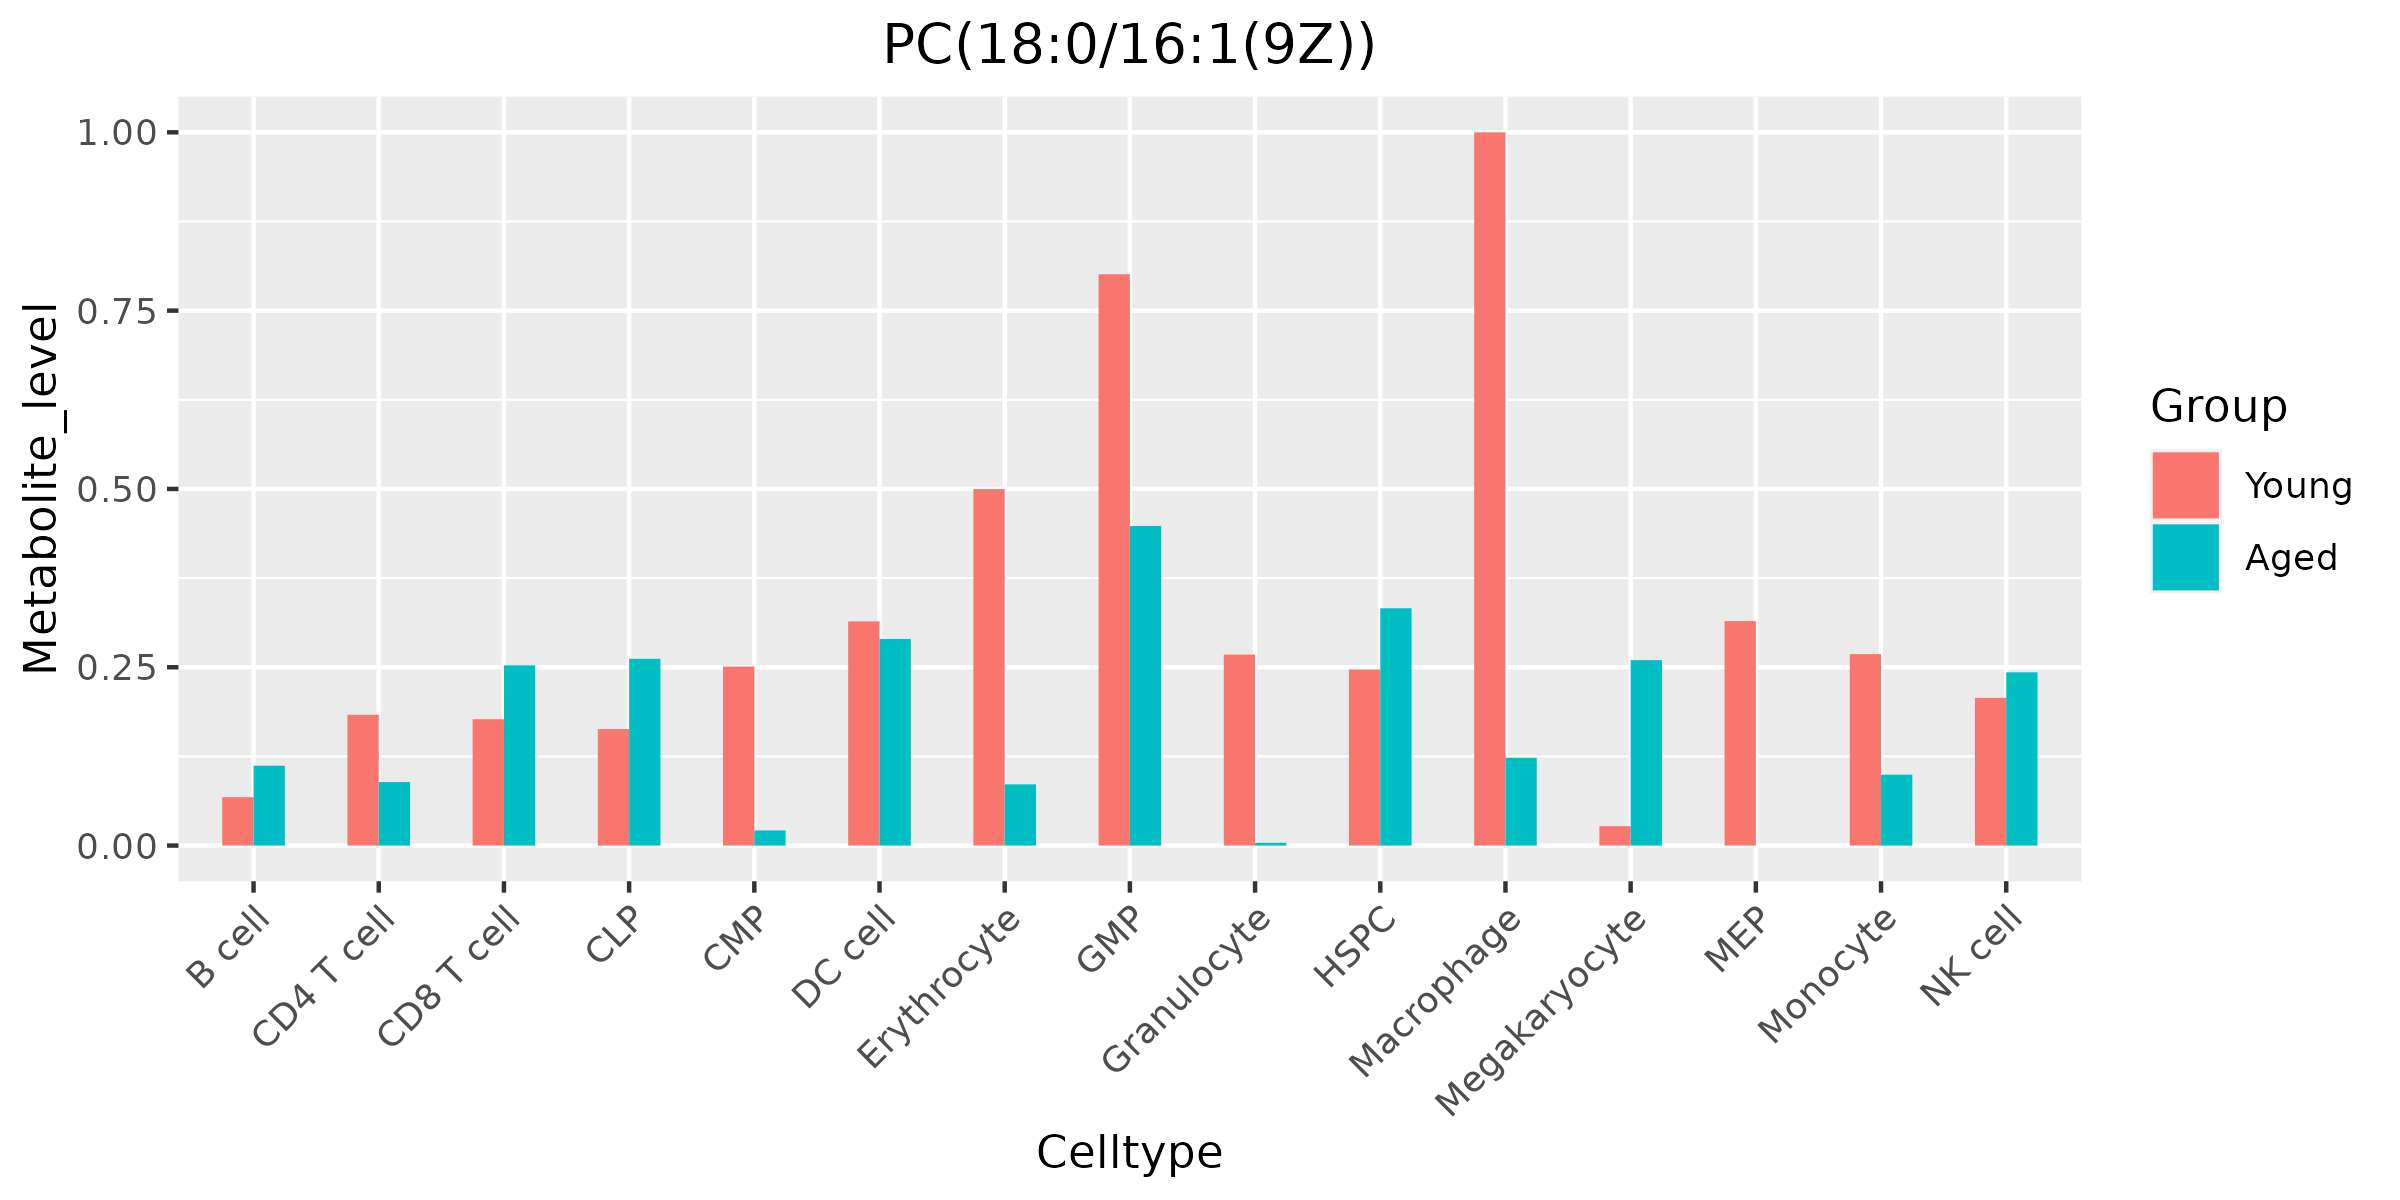 PC(18:0/16:1(9Z))
Metabolite_level
1.00
0.75
0.50
0.25
0.00
B cell
CD4 T cell
CD8 T cell
CLP
CMP
DC cell
Erythrocyte
GMP
Granulocyte
HSPC
Macrophage
Megakaryocyte
MEP
Monocyte
NK cell
Celltype
Group
Young
Aged